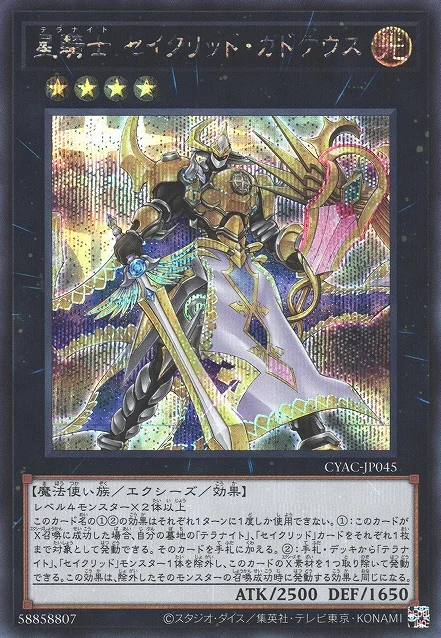 テラナイト
星騎士 セイクリッド・カドケウス
光
CYAC-JP045
【魔法使い族/エクシーズ/効果】
レベル4モンスター×2体以上
このカード名の①②の効果はそれぞれ1ターンに1度しか使用できない。①:このカードが
X召喚に成功した場合、自分の墓地の「テラナイト」、「セイクリッド」カードをそれぞれ1枚
まで対象として発動できる。そのカードを手札に加える。②:手札・デッキから「テラナ
イト」、「セイクリッド」モンスター1体を除外し、このカードのX素材を1つ取り除いて発動
できる。この効果は、除外したそのモンスターの召喚成功時に発動する効果と同じになる。
ATK/2500 DEF/1650
58858807
©スタジオ・ダイス/集英社・テレビ東京・KONAMI